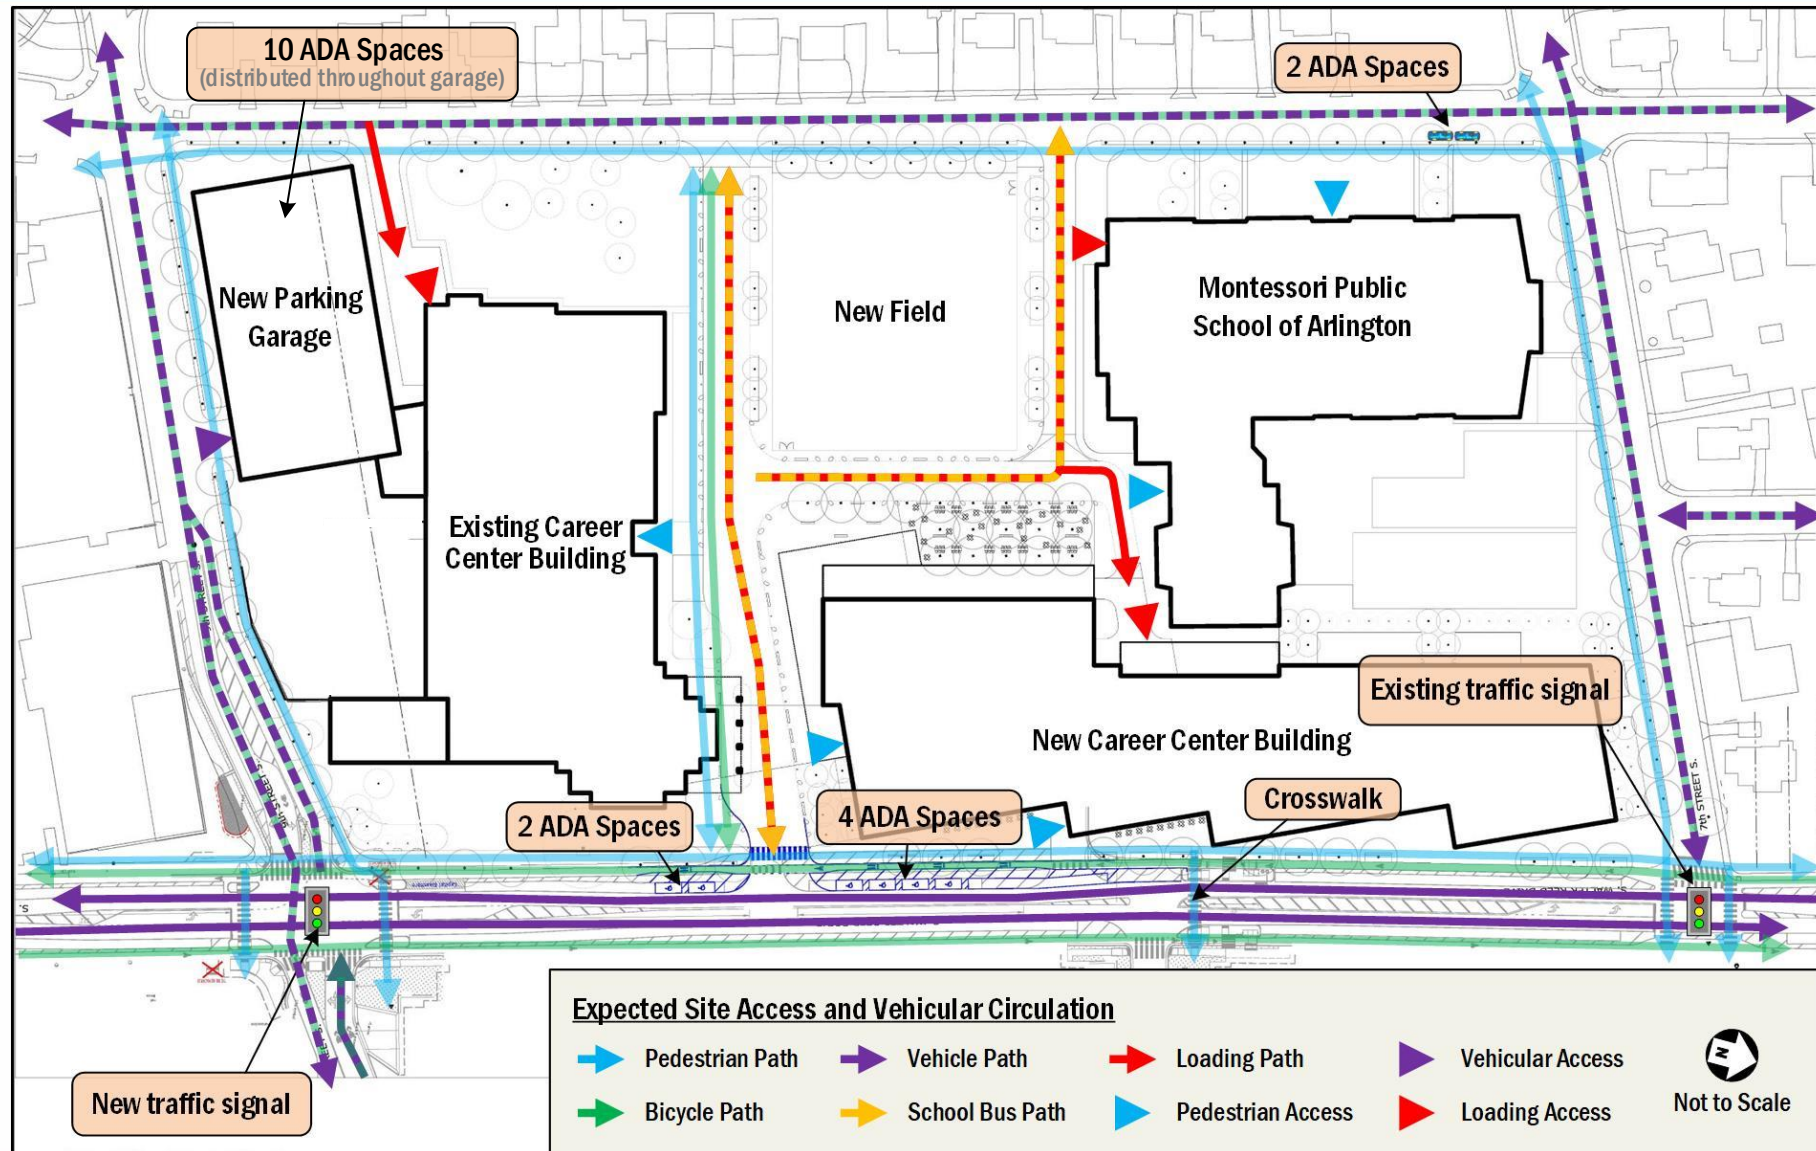 10 ADA Spaces
(distributed throughout garage)
2 ADA Spaces
New Parking
Garage
New Field
Montessori Public
School of Arlington
Existing Career
Center Building
Existing traffic signal
New Career Center Building
Crosswalk
2 ADA Spaces
4 ADA Spaces
7th STREET S.
New traffic signal
Expected Site Access and Vehicular Circulation
Pedestrian Path
Vehicle Path
Loading Path
Vehicular Access
Bicycle Path
School Bus Path
Pedestrian Access
Loading Access
N
Not to Scale